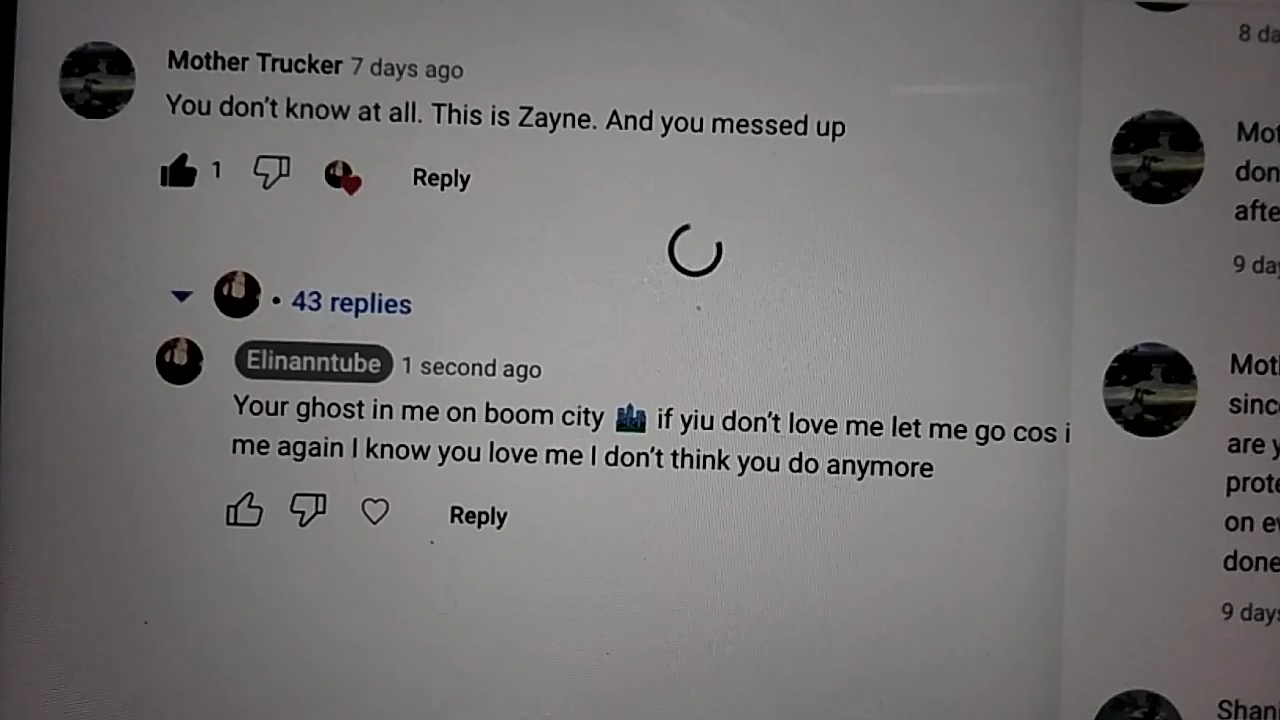 Mother Trucker 7 days ago
You don't know at all. This is Zayne. And you messed up
1 Reply
• 43 replies
Elinanntube 1 second ago
Your ghost in me on boom city 🏙 if yiu don't love me let me go cos i
me again I know you love me I don't think you do anymore
Reply
8 da
Mot
don
afte
9 da
Moth
sinc
are y
prote
on ev
done
9 days
Shan